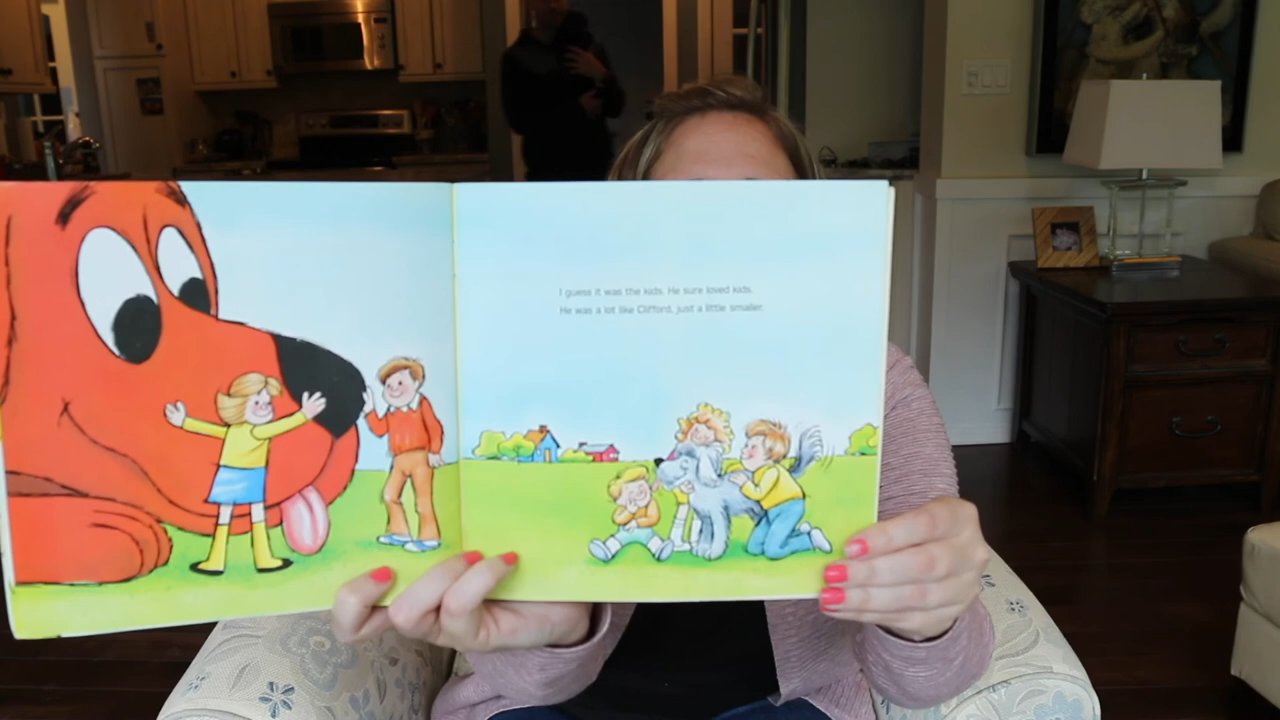 I guess it was the kids. He sure loved kids.
He was a lot like Clifford, just a little smaller.